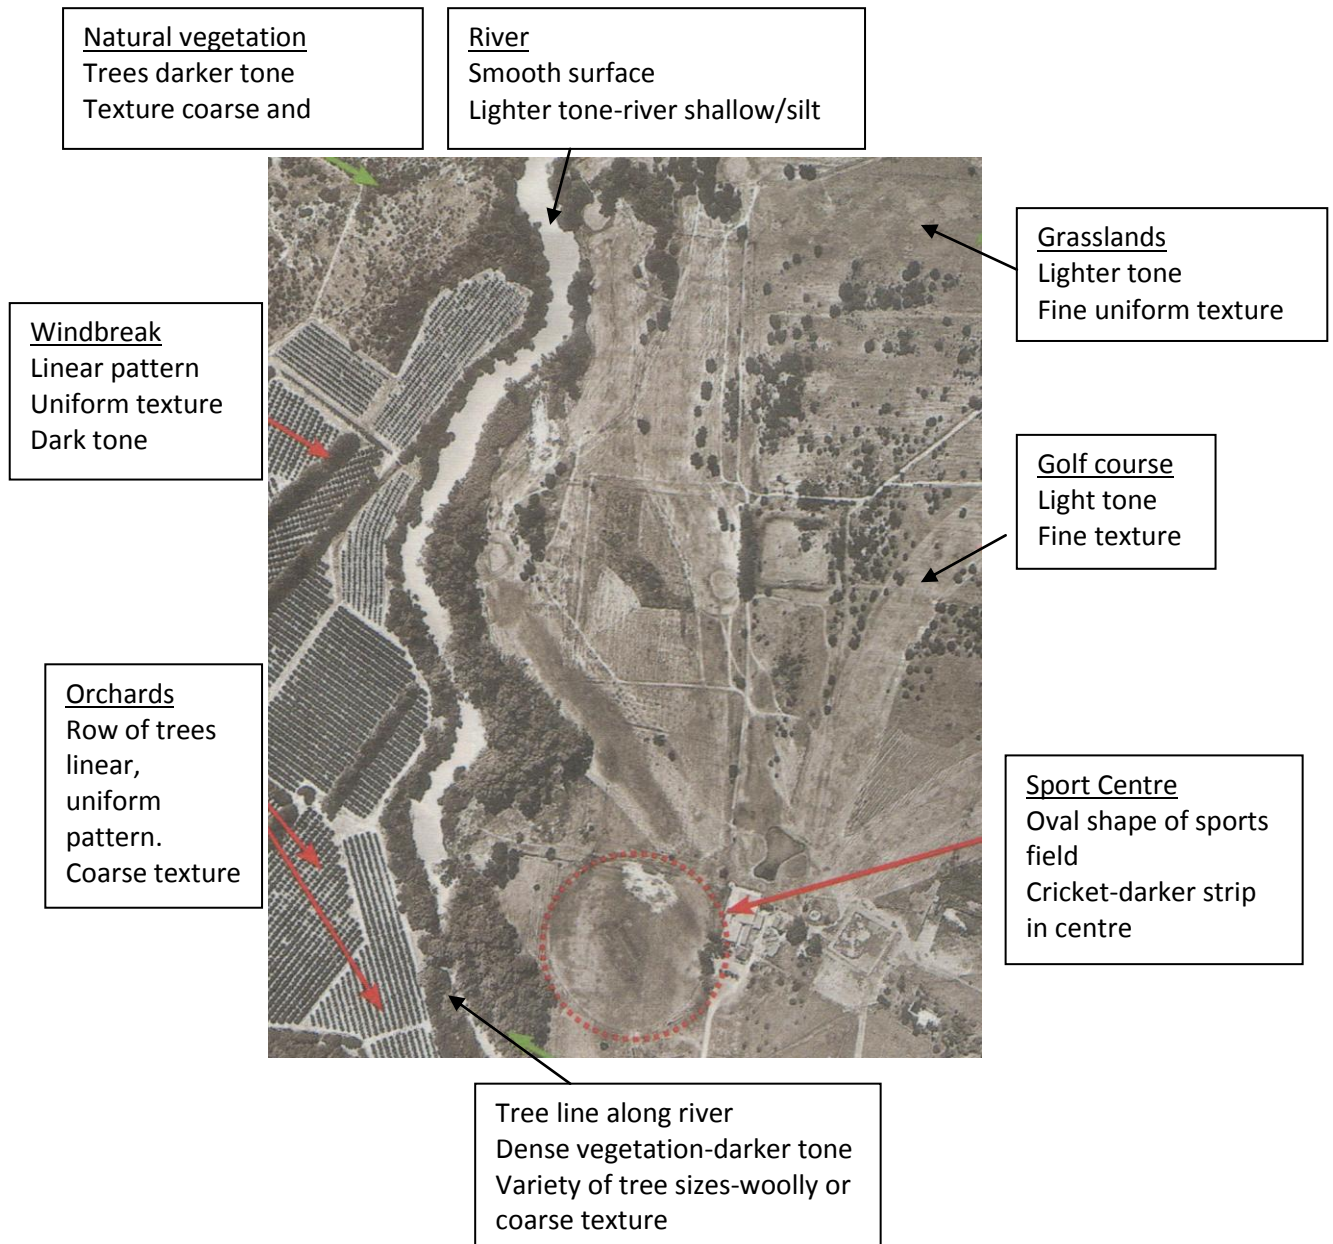 Natural vegetation
Trees darker tone
Texture coarse and
River
Smooth surface
Lighter tone-river shallow/silt
Grasslands
Lighter tone
Fine uniform texture
Windbreak
Linear pattern
Uniform texture
Dark tone
Golf course
Light tone
Fine texture
Orchards
Row of trees
linear,
uniform
pattern.
Coarse texture
Sport Centre
Oval shape of sports
field
Cricket-darker strip
in centre
Tree line along river
Dense vegetation-darker tone
Variety of tree sizes-woolly or
coarse texture